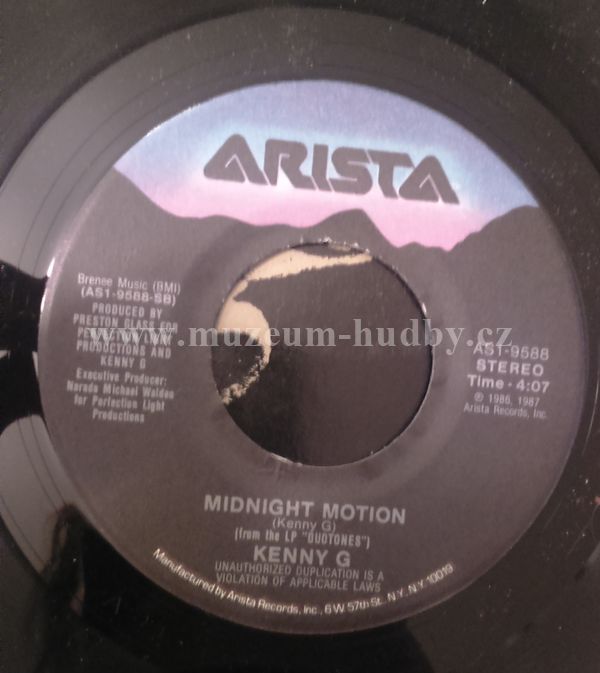 ARISTA
Brenee Music (BMI)
(AS1-9588-SB)
PRODUCED BY
PRESTON GLASS FOR
PRODUCTIONS AND
KENNY G
Executive Producer:
Narada Michael Walden
for Perfection Light
Productions
www.muzeum-hudby.cz
AS1-9588
STEREO
Time - 4:07
℗ 1986, 1987
Arista Records, Inc.
MIDNIGHT MOTION
(Kenny G)
(from the LP "DUOTONES")
KENNY G
UNAUTHORIZED DUPLICATION IS A
VIOLATION OF APPLICABLE LAWS
Manufactured by Arista Records, Inc., 6 W. 57th St., N.Y., N.Y. 10019